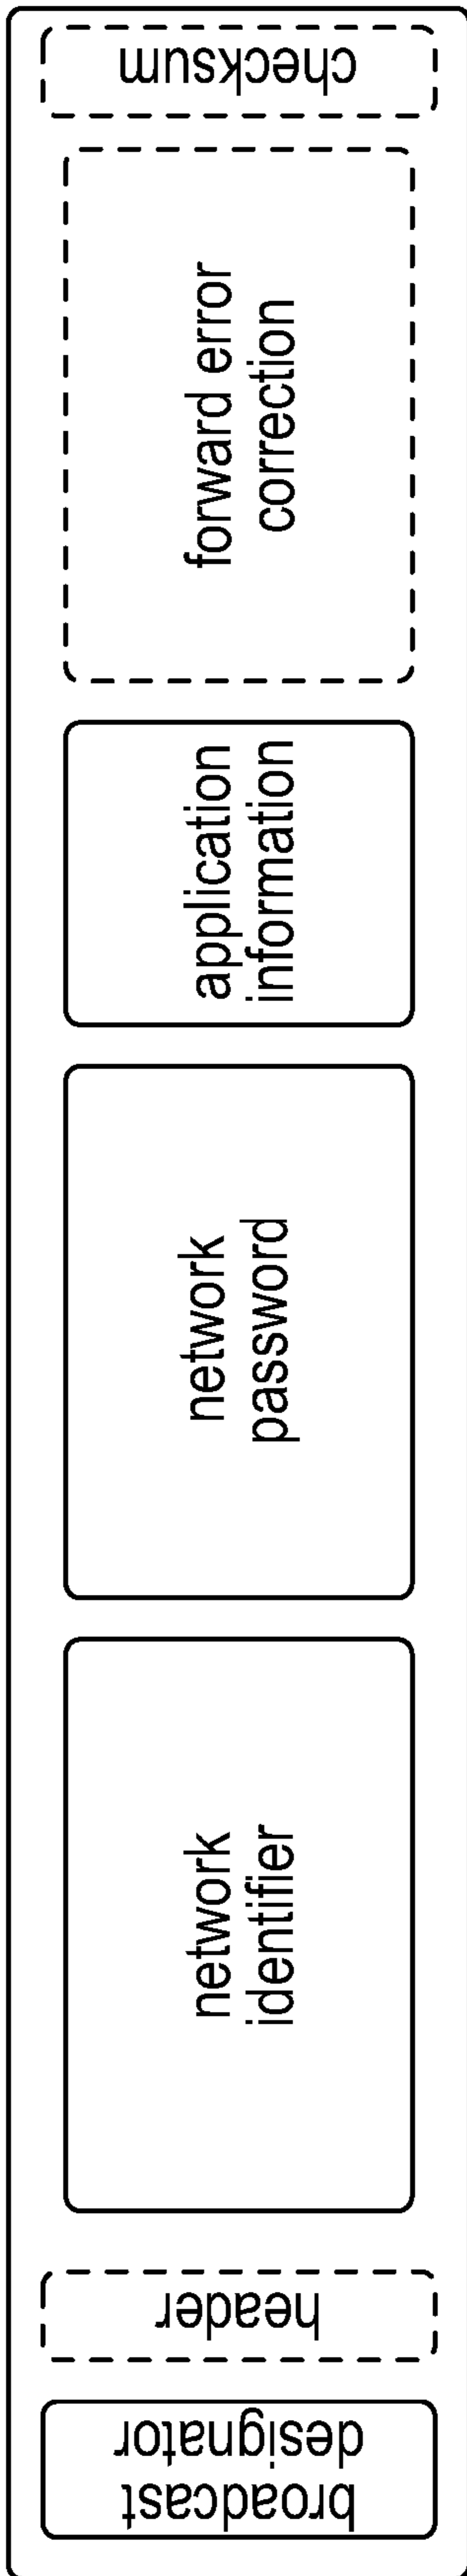 broadcast
designator
header
network
identifier
network
password
application
information
forward error
correction
checksum